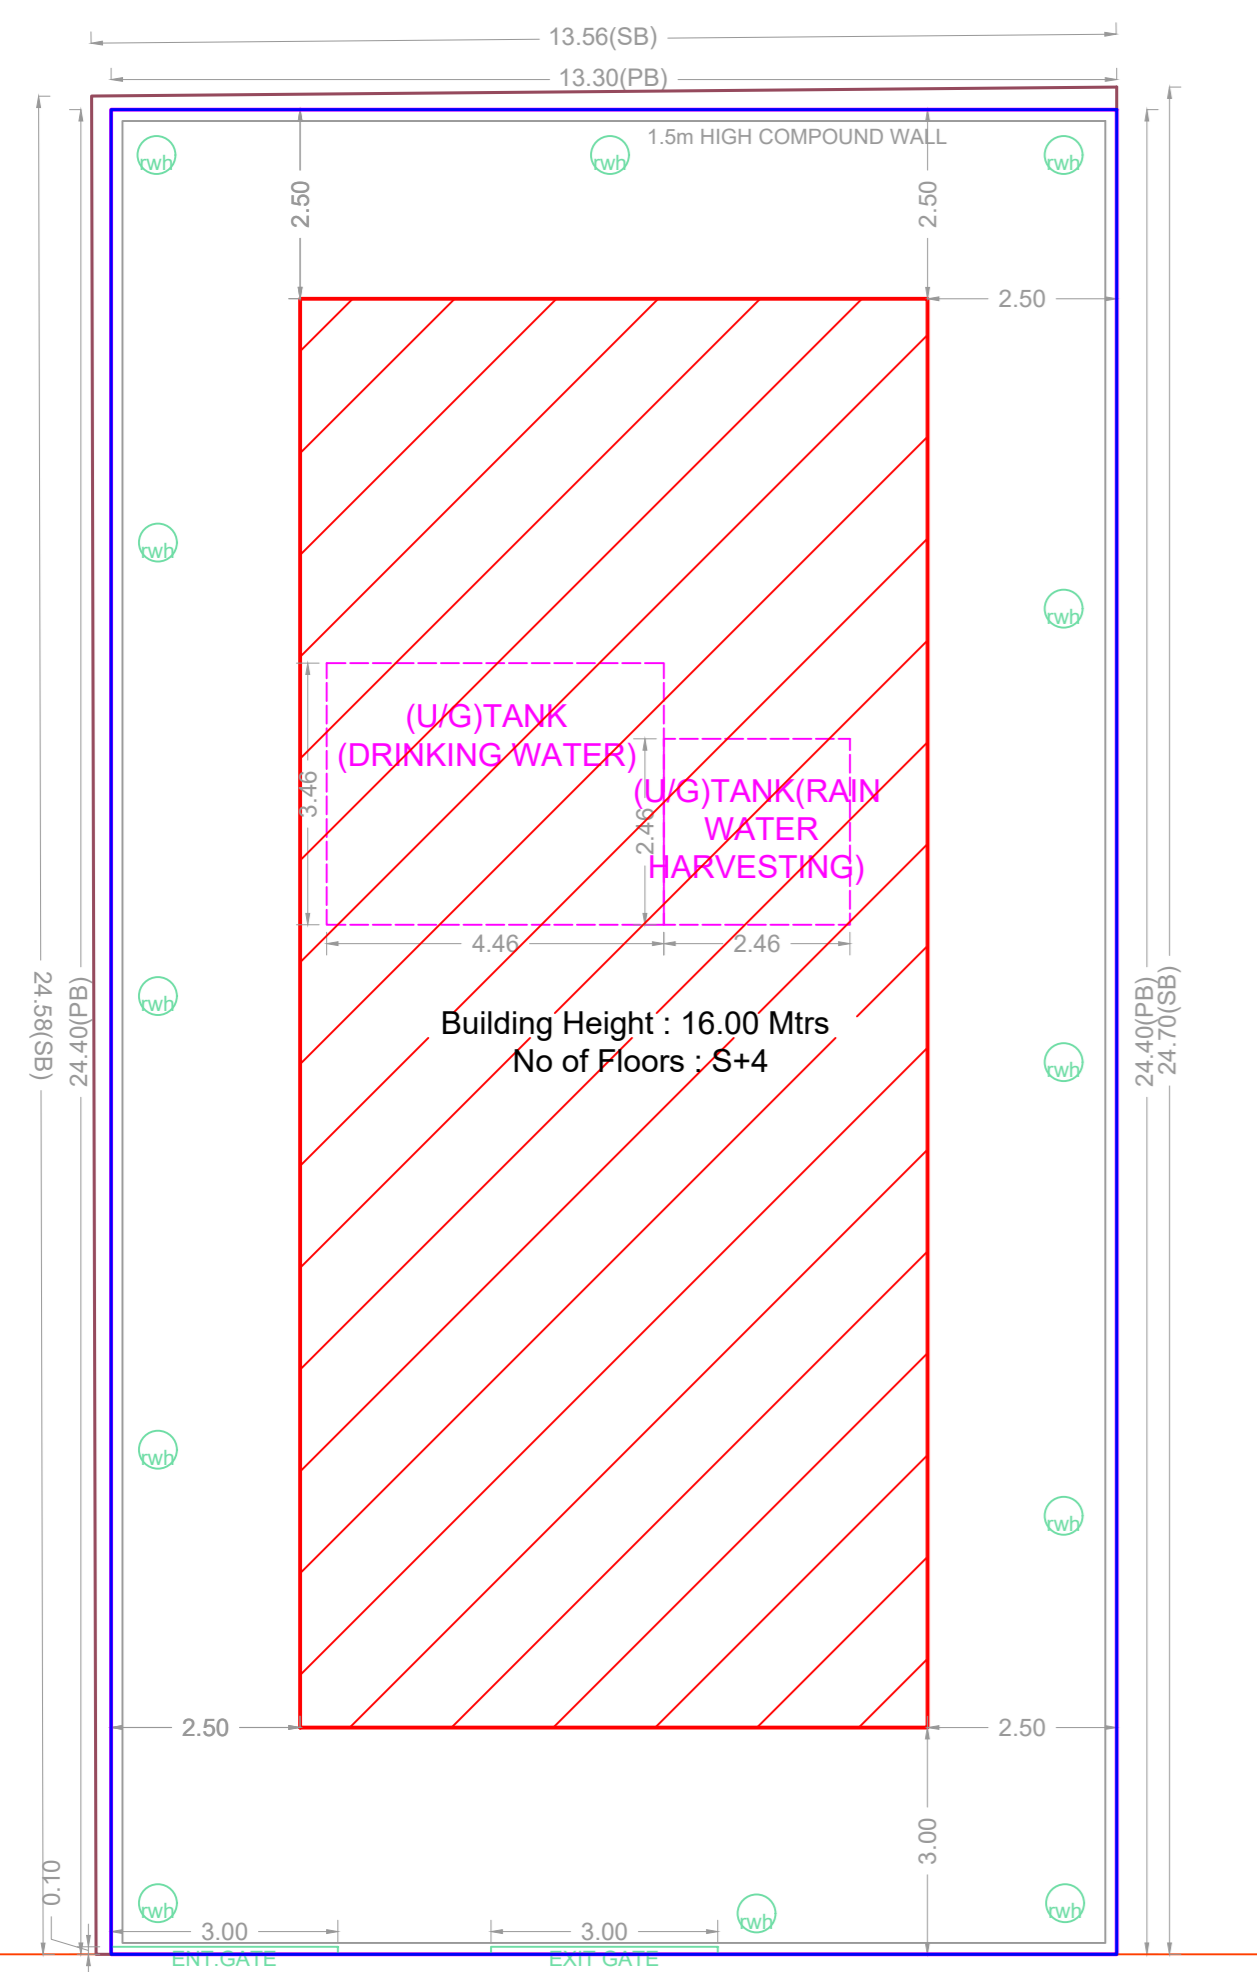 13.56(SB)
13.30(PB)
1.5m HIGH COMPOUND WALL
rwh
rwh
rwh
2.50
2.50
2.50
rwh
rwh
(U/G)TANK
(DRINKING WATER)
3.46
(U/G)TANK(RAIN
WATER
HARVESTING)
2.46
4.46
2.46
24.58(SB)
24.40(PB)
24.40(PB)
24.70(SB)
rwh
Building Height : 16.00 Mtrs
No of Floors : S+4
rwh
rwh
rwh
2.50
2.50
3.00
0.10
rwh
rwh
rwh
3.00
3.00
ENT.GATE
EXIT GATE